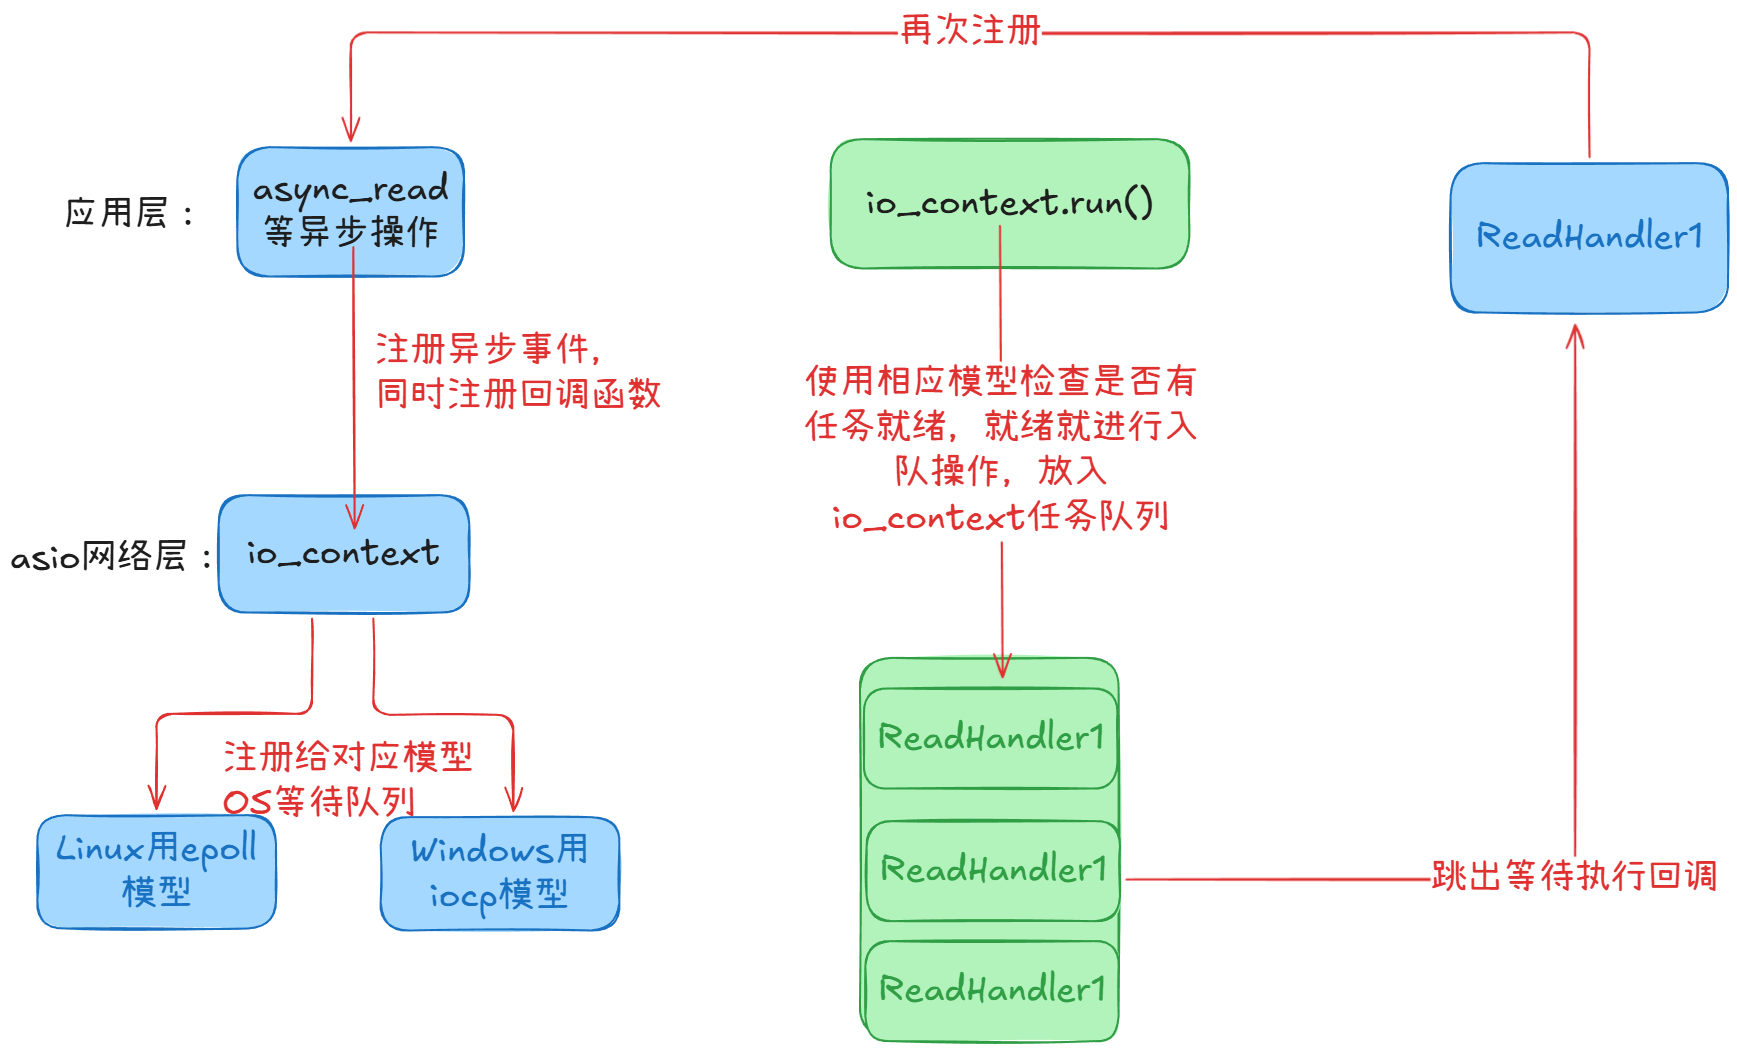 再次注册
应用层：
async_read
等异步操作
io_context.run()
ReadHandler1
注册异步事件，
同时注册回调函数
使用相应模型检查是否有
任务就绪，就绪就进行入
队操作，放入
io_context任务队列
asio网络层：
io_context
注册给对应模型
OS等待队列
Linux用epoll
模型
Windows用
iocp模型
ReadHandler1
ReadHandler1
ReadHandler1
跳出等待执行回调